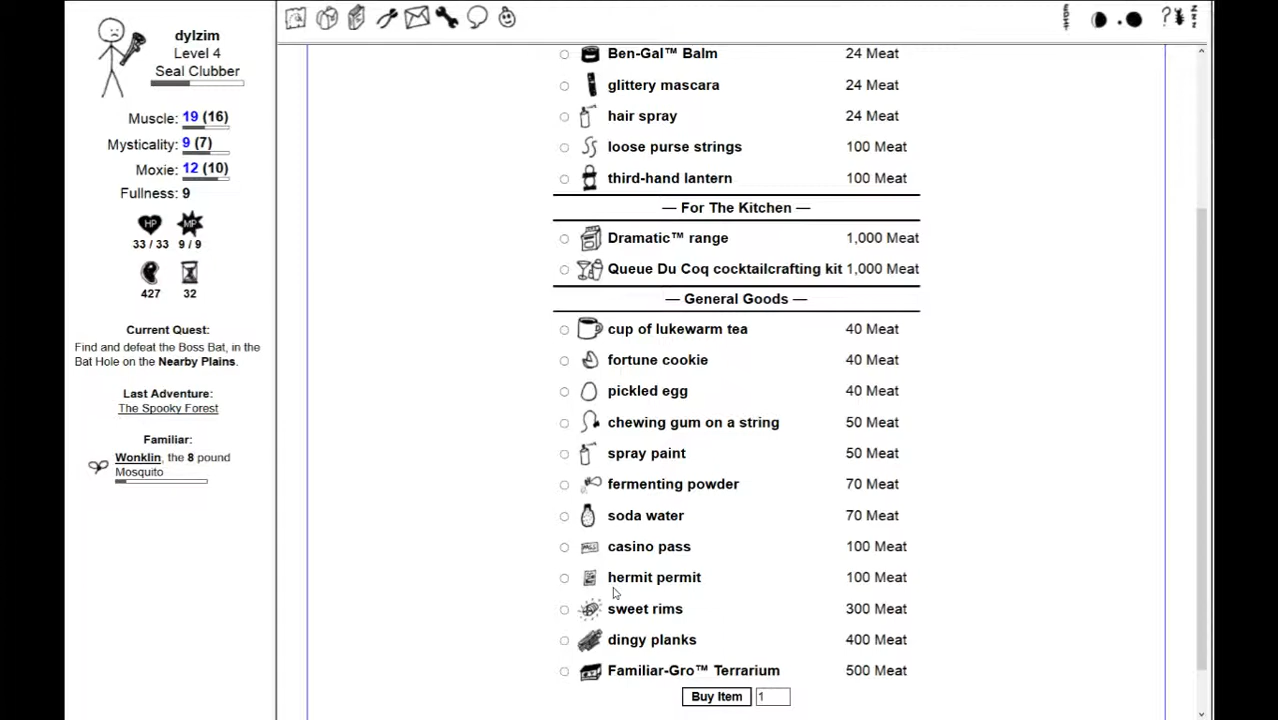 dylzim
Level 4
Seal Clubber
Muscle: 19 (16)
Mysticality: 9 (7)
Moxie: 12 (10)
Fullness: 9
HP MP
33 / 33 9 / 9
427 32
Current Quest:
Find and defeat the Boss Bat, in the
Bat Hole on the Nearby Plains.
Last Adventure:
The Spooky Forest
Familiar:
Wonklin, the 8 pound
Mosquito
Ben-Gal™ Balm 24 Meat
glittery mascara 24 Meat
hair spray 24 Meat
loose purse strings 100 Meat
third-hand lantern 100 Meat
— For The Kitchen —
Dramatic™ range 1,000 Meat
Queue Du Coq cocktailcrafting kit 1,000 Meat
— General Goods —
cup of lukewarm tea 40 Meat
fortune cookie 40 Meat
pickled egg 40 Meat
chewing gum on a string 50 Meat
spray paint 50 Meat
fermenting powder 70 Meat
soda water 70 Meat
casino pass 100 Meat
hermit permit 100 Meat
sweet rims 300 Meat
dingy planks 400 Meat
Familiar-Gro™ Terrarium 500 Meat
Buy Item 1